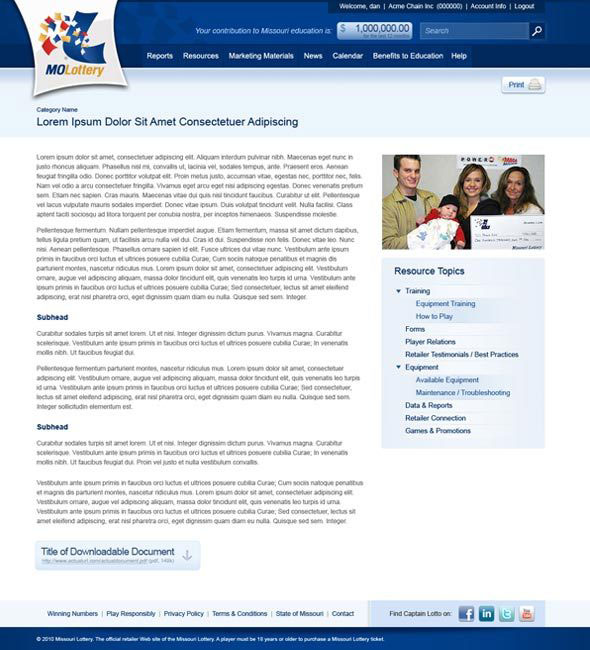 Welcome, dan | Acme Chain Inc (000000) | Account Info | Logout
Your contribution to Missouri education is:
$ 1,000,000.00
for the last 12 months
Search
MOLottery
Reports Resources Marketing Materials News Calendar Benefits to Education Help
Print
Category Name
Lorem Ipsum Dolor Sit Amet Consectetuer Adipiscing
Lorem ipsum dolor sit amet, consectetuer adipiscing elit. Aliquam interdum pulvinar nibh. Maecenas eget nunc in
justo rhoncus aliquam. Phasellus nisl mi, convallis ut, lacinia vel, sodales tempus, ante. Praesent eros. Aenean
feugiat fringilla odio. Donec porttitor volutpat elit. Proin metus justo, accumsan vitae, egestas nec, porttitor nec, felis.
Nam vel odio a arcu consectetuer fringilla. Vivamus eget arcu eget nisi adipiscing egestas. Donec venenatis pretium
sem. Etiam nec sapien. Cras mauris. Maecenas vitae dui quis nisl tincidunt faucibus. Curabitur ut elit. Pellentesque
vel lacus vulputate mauris sodales imperdiet. Donec vitae ipsum. Duis volutpat tincidunt velit. Nulla facilisi. Class
aptent taciti sociosqu ad litora torquent per conubia nostra, per inceptos himenaeos. Suspendisse molestie.
Pellentesque fermentum. Nullam pellentesque imperdiet augue. Etiam fermentum, massa sit amet dictum dapibus,
tellus ligula pretium quam, ut facilisis arcu nulla vel dui. Cras id dui. Suspendisse non felis. Donec vitae leo. Nunc
nisi. Aenean pellentesque. Phasellus ornare sapien id elit. Fusce ultrices dui vitae nunc. Vestibulum ante ipsum
primis in faucibus orci luctus et ultrices posuere cubilia Curae; Cum sociis natoque et magnis dis
parturient montes, nascetur ridiculus mus. Lorem ipsum dolor sit amet, consectetuer adipiscing elit. Vestibulum
ornare, augue vel adipiscing aliquam, massa dolor tincidunt elit, quis venenatis leo turpis id urna. Vestibulum ante
ipsum primis in faucibus orci luctus et ultrices posuere cubilia Curae; Sed lectus sit amet eleifend
adipiscing, erat nisl pharetra orci, eget dignissim quam diam eu nulla. Quisque sed sem. Integer.
Subhead
Curabitur sodales turpis sit amet lorem. Ut et nisi. Integer dignissim dictum purus. Vivamus magna. Curabitur
scelerisque. Vestibulum ante ipsum primis in faucibus orci luctus et ultrices posuere cubilia Curae; In venenatis
mollis nibh. Ut faucibus feugiat dui.
Pellentesque fermentum parturient montes, nascetur ridiculus mus. Lorem ipsum dolor sit amet, consectetuer
adipiscing elit. Vestibulum ornare, augue vel adipiscing aliquam, massa dolor tincidunt elit, quis venenatis leo turpis
id urna. Vestibulum ante ipsum primis in faucibus orci luctus et ultrices posuere cubilia Curae; Sed
lectus sit amet eleifend adipiscing, erat nisl pharetra orci, eget dignissim quam diam eu nulla. Quisque sed sem.
Integer sollicitudin elementum est.
Subhead
Curabitur sodales turpis sit amet lorem. Ut et nisi. Integer dignissim dictum purus. Vivamus magna. Curabitur
scelerisque. Vestibulum ante ipsum primis in faucibus orci luctus et ultrices posuere cubilia Curae; In venenatis
mollis nibh. Ut faucibus feugiat dui. Proin vel justo et nulla vestibulum convallis.
Vestibulum ante ipsum primis in faucibus orci luctus et ultrices posuere cubilia Curae; Cum sociis natoque penatibus
et magnis dis parturient montes, nascetur ridiculus mus. Lorem ipsum dolor sit amet, consectetuer adipiscing elit.
Vestibulum ornare, augue vel adipiscing aliquam, massa dolor tincidunt elit, quis venenatis leo turpis id urna.
Vestibulum ante ipsum primis in faucibus orci luctus et ultrices posuere cubilia Curae; Sed lectus sit
amet eleifend adipiscing, erat nisl pharetra orci, eget dignissim quam diam eu nulla. Quisque sed sem. Integer.
Title of Downloadable Document
http://www.actualurl.com/actualdocument.pdf (pdf, 148k)
POWER
Missouri Lottery
Resource Topics
Training
Equipment Training
How to Play
Forms
Player Relations
Retailer Testimonials / Best Practices
Equipment
Available Equipment
Maintenance / Troubleshooting
Data & Reports
Retailer Connection
Games & Promotions
Winning Numbers | Play Responsibly | Privacy Policy | Terms & Conditions | State of Missouri | Contact
Find Captain Lotto on:
© 2010 Missouri Lottery. The official retailer Web site of the Missouri Lottery. A player must be 18 years or older to purchase a Missouri Lottery ticket.